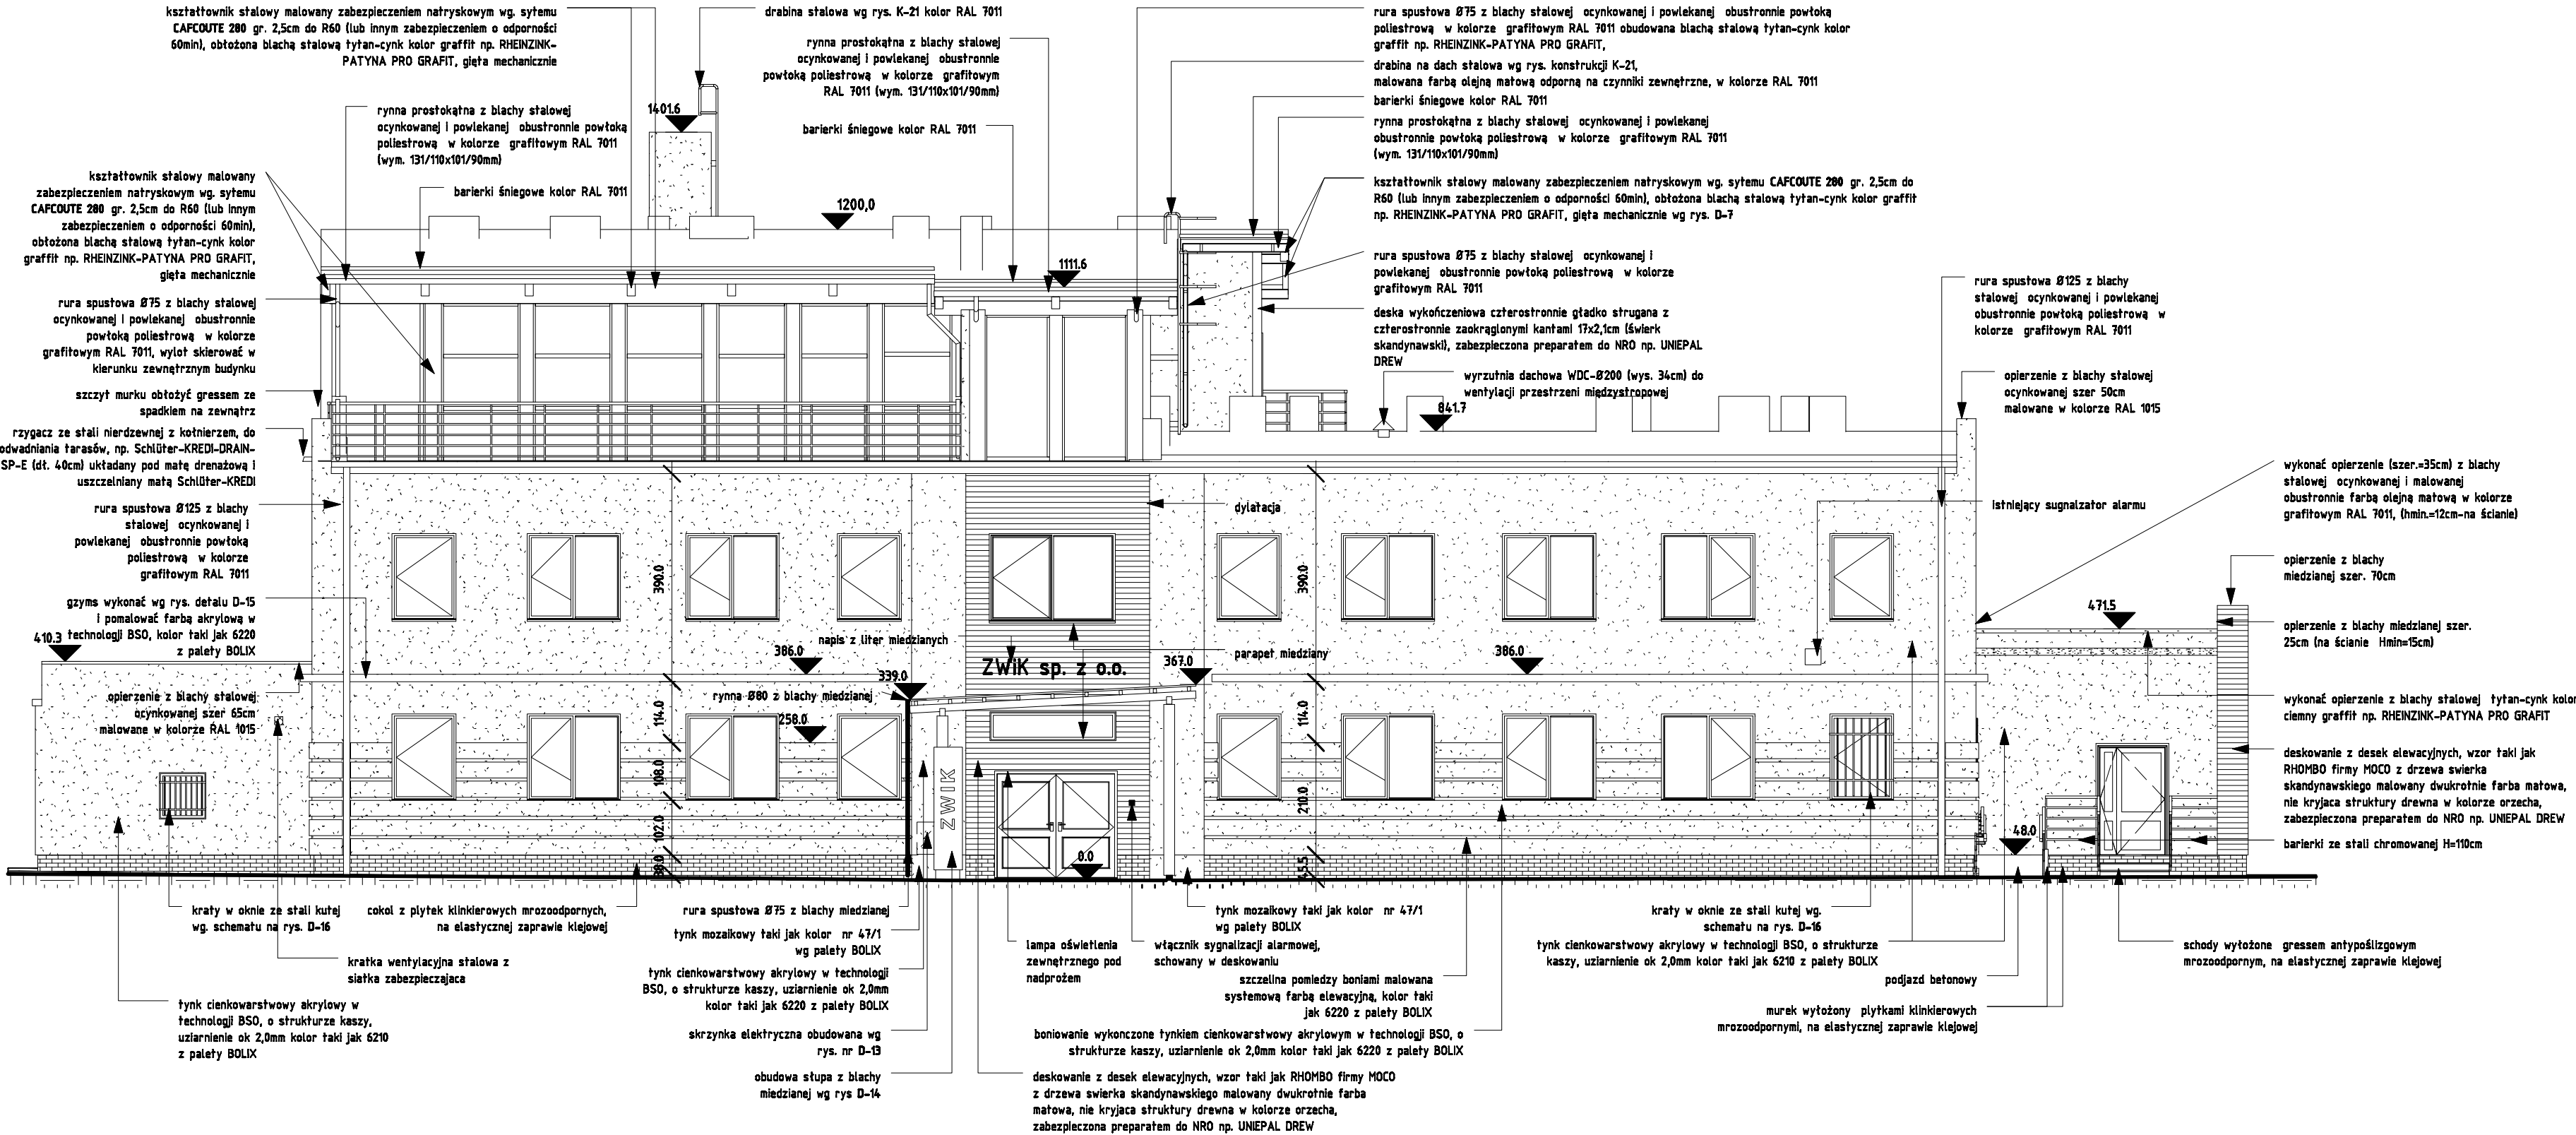 kształtownik stalowy malowany zabezpieczeniem natryskowym wg. sytemu
CAFCOUTE 280 gr. 2,5cm do R60 (lub innym zabezpieczeniem o odporności
60min), obłożona blachą stalową tytan-cynk kolor graffit np. RHEINZINK-
PATYNA PRO GRAFIT, gięta mechanicznie
drabina stalowa wg rys. K-21 kolor RAL 7011
rynna prostokątna z blachy stalowej
ocynkowanej i powlekanej obustronnie
powłoką poliestrową w kolorze grafitowym
RAL 7011 (wym. 131/110x101/90mm)
barierki śniegowe kolor RAL 7011
rura spustowa Ø75 z blachy stalowej ocynkowanej i powlekanej obustronnie powłoką
poliestrową w kolorze grafitowym RAL 7011 obudowana blachą stalową tytan-cynk kolor
graffit np. RHEINZINK-PATYNA PRO GRAFIT,
drabina na dach stalowa wg rys. konstrukcji K-21,
malowana farbą olejną matową odporną na czynniki zewnętrzne, w kolorze RAL 7011
barierki śniegowe kolor RAL 7011
rynna prostokątna z blachy stalowej ocynkowanej i powlekanej
obustronnie powłoką poliestrową w kolorze grafitowym RAL 7011
(wym. 131/110x101/90mm)
kształtownik stalowy malowany zabezpieczeniem natryskowym wg. sytemu CAFCOUTE 280 gr. 2,5cm do
R60 (lub innym zabezpieczeniem o odporności 60min), obłożona blachą stalową tytan-cynk kolor graffit
np. RHEINZINK-PATYNA PRO GRAFIT, gięta mechanicznie wg rys. D-7
rynna prostokątna z blachy stalowej
ocynkowanej i powlekanej obustronnie powłoką
poliestrową w kolorze grafitowym RAL 7011
(wym. 131/110x101/90mm)
barierki śniegowe kolor RAL 7011
1401.6
1200,0
1111.6
kształtownik stalowy malowany
zabezpieczeniem natryskowym wg. sytemu
CAFCOUTE 280 gr. 2,5cm do R60 (lub innym
zabezpieczeniem o odporności 60min),
obłożona blachą stalową tytan-cynk kolor
graffit np. RHEINZINK-PATYNA PRO GRAFIT,
gięta mechanicznie
rura spustowa Ø75 z blachy stalowej
ocynkowanej i powlekanej obustronnie
powłoką poliestrową w kolorze
grafitowym RAL 7011, wylot skierować w
kierunku zewnętrznym budynku
szczyt murku obłożyć gressem ze
spadkiem na zewnątrz
rzygacz ze stali nierdzewnej z kołnierzem, do
odwadniania tarasów, np. Schlüter-KREDI-DRAIN-
SP-E (dł. 40cm) układany pod matę drenażową i
uszczelniany matą Schlüter-KREDI
rura spustowa Ø125 z blachy
stalowej ocynkowanej i
powlekanej obustronnie powłoką
poliestrową w kolorze
grafitowym RAL 7011
gzyms wykonać wg rys. detalu D-15
i pomalować farbą akrylową w
technologji BSO, kolor taki jak 6220
z palety BOLIX
410.3
opierzenie z blachy stalowej
ocynkowanej szer 65cm
malowane w kolorze RAL 1015
rura spustowa Ø75 z blachy stalowej ocynkowanej i
powlekanej obustronnie powłoką poliestrową w kolorze
grafitowym RAL 7011
deska wykończeniowa czterostronnie gładko strugana z
czterostronnie zaokrąglonymi kantami 17x2,1cm (świerk
skandynawski), zabezpieczona preparatem do NRO np. UNIEPAL
DREW
wyrzutnia dachowa WDC-Ø200 (wys. 34cm) do
wentylacji przestrzeni międzystropowej
841.7
rura spustowa Ø125 z blachy
stalowej ocynkowanej i powlekanej
obustronnie powłoką poliestrową w
kolorze grafitowym RAL 7011
opierzenie z blachy stalowej
ocynkowanej szer 50cm
malowane w kolorze RAL 1015
dylatacja
istniejący sugnalzator alarmu
wykonać opierzenie (szer.=35cm) z blachy
stalowej ocynkowanej i malowanej
obustronnie farbą olejną matową w kolorze
grafitowym RAL 7011, (hmin.=12cm-na ścianie)
opierzenie z blachy
miedzianej szer. 70cm
471.5
opierzenie z blachy miedzianej szer.
25cm (na ścianie Hmin=15cm)
wykonać opierzenie z blachy stalowej tytan-cynk kolor
ciemny graffit np. RHEINZINK-PATYNA PRO GRAFIT
deskowanie z desek elewacyjnych, wzor taki jak
RHOMBO firmy MOCO z drzewa swierka
skandynawskiego malowany dwukrotnie farba matowa,
nie kryjaca struktury drewna w kolorze orzecha,
zabezpieczona preparatem do NRO np. UNIEPAL DREW
barierki ze stali chromowanej H=110cm
390.0
390.0
napis z liter miedzianych
386.0
ZWiK sp. z o.o.
parapet miedziany
367.0
386.0
339.0
rynna Ø80 z blachy miedzianej
258.0
114.0
114.0
108.0
210.0
102.0
38.0
45.5
ZWIK
48.0
0.0
kraty w oknie ze stali kutej
wg. schematu na rys. D-16
cokol z plytek klinkierowych mrozoodpornych,
na elastycznej zaprawie klejowej
kratka wentylacyjna stalowa z
siatka zabezpieczajaca
tynk cienkowarstwowy akrylowy w
technologji BSO, o strukturze kaszy,
uziarnienie ok 2,0mm kolor taki jak 6210
z palety BOLIX
rura spustowa Ø75 z blachy miedzianej
tynk mozaikowy taki jak kolor nr 47/1
wg palety BOLIX
tynk cienkowarstwowy akrylowy w technologji
BSO, o strukturze kaszy, uziarnienie ok 2,0mm
kolor taki jak 6220 z palety BOLIX
skrzynka elektryczna obudowana wg
rys. nr D-13
obudowa słupa z blachy
miedzianej wg rys D-14
lampa oświetlenia
zewnętrznego pod
nadprożem
tynk mozaikowy taki jak kolor nr 47/1
wg palety BOLIX
włącznik sygnalizacji alarmowej,
schowany w deskowaniu
szczelina pomiedzy boniami malowana
systemową farbą elewacyjną, kolor taki
jak 6220 z palety BOLIX
boniowanie wykonczone tynkiem cienkowarstwowy akrylowym w technologji BSO, o
strukturze kaszy, uziarnienie ok 2,0mm kolor taki jak 6220 z palety BOLIX
deskowanie z desek elewacyjnych, wzor taki jak RHOMBO firmy MOCO
z drzewa swierka skandynawskiego malowany dwukrotnie farba
matowa, nie kryjaca struktury drewna w kolorze orzecha,
zabezpieczona preparatem do NRO np. UNIEPAL DREW
kraty w oknie ze stali kutej wg.
schematu na rys. D-16
tynk cienkowarstwowy akrylowy w technologji BSO, o strukturze
kaszy, uziarnienie ok 2,0mm kolor taki jak 6210 z palety BOLIX
podjazd betonowy
murek wyłożony plytkami klinkierowych
mrozoodpornymi, na elastycznej zaprawie klejowej
schody wyłożone gressem antypoślizgowym
mrozoodpornym, na elastycznej zaprawie klejowej